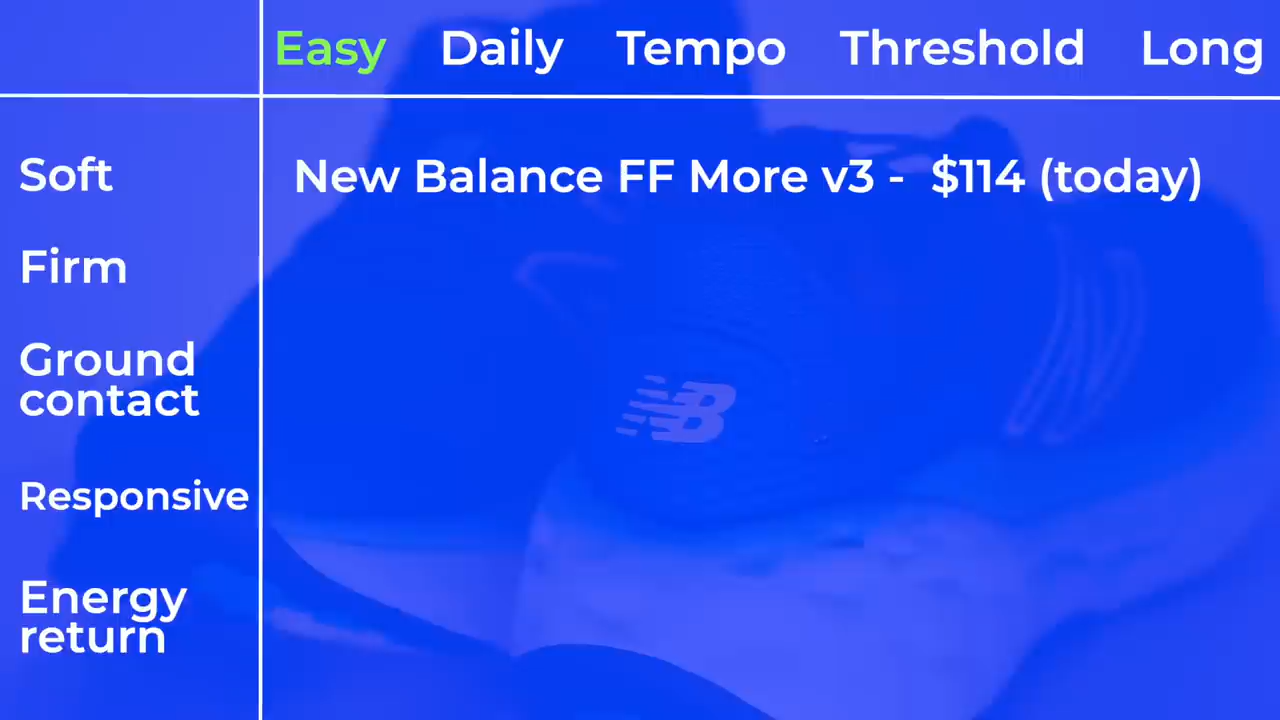 Easy Daily Tempo Threshold Long
Soft
New Balance FF More v3 - $114 (today)
Firm
Ground
contact
Responsive
Energy
return
NB